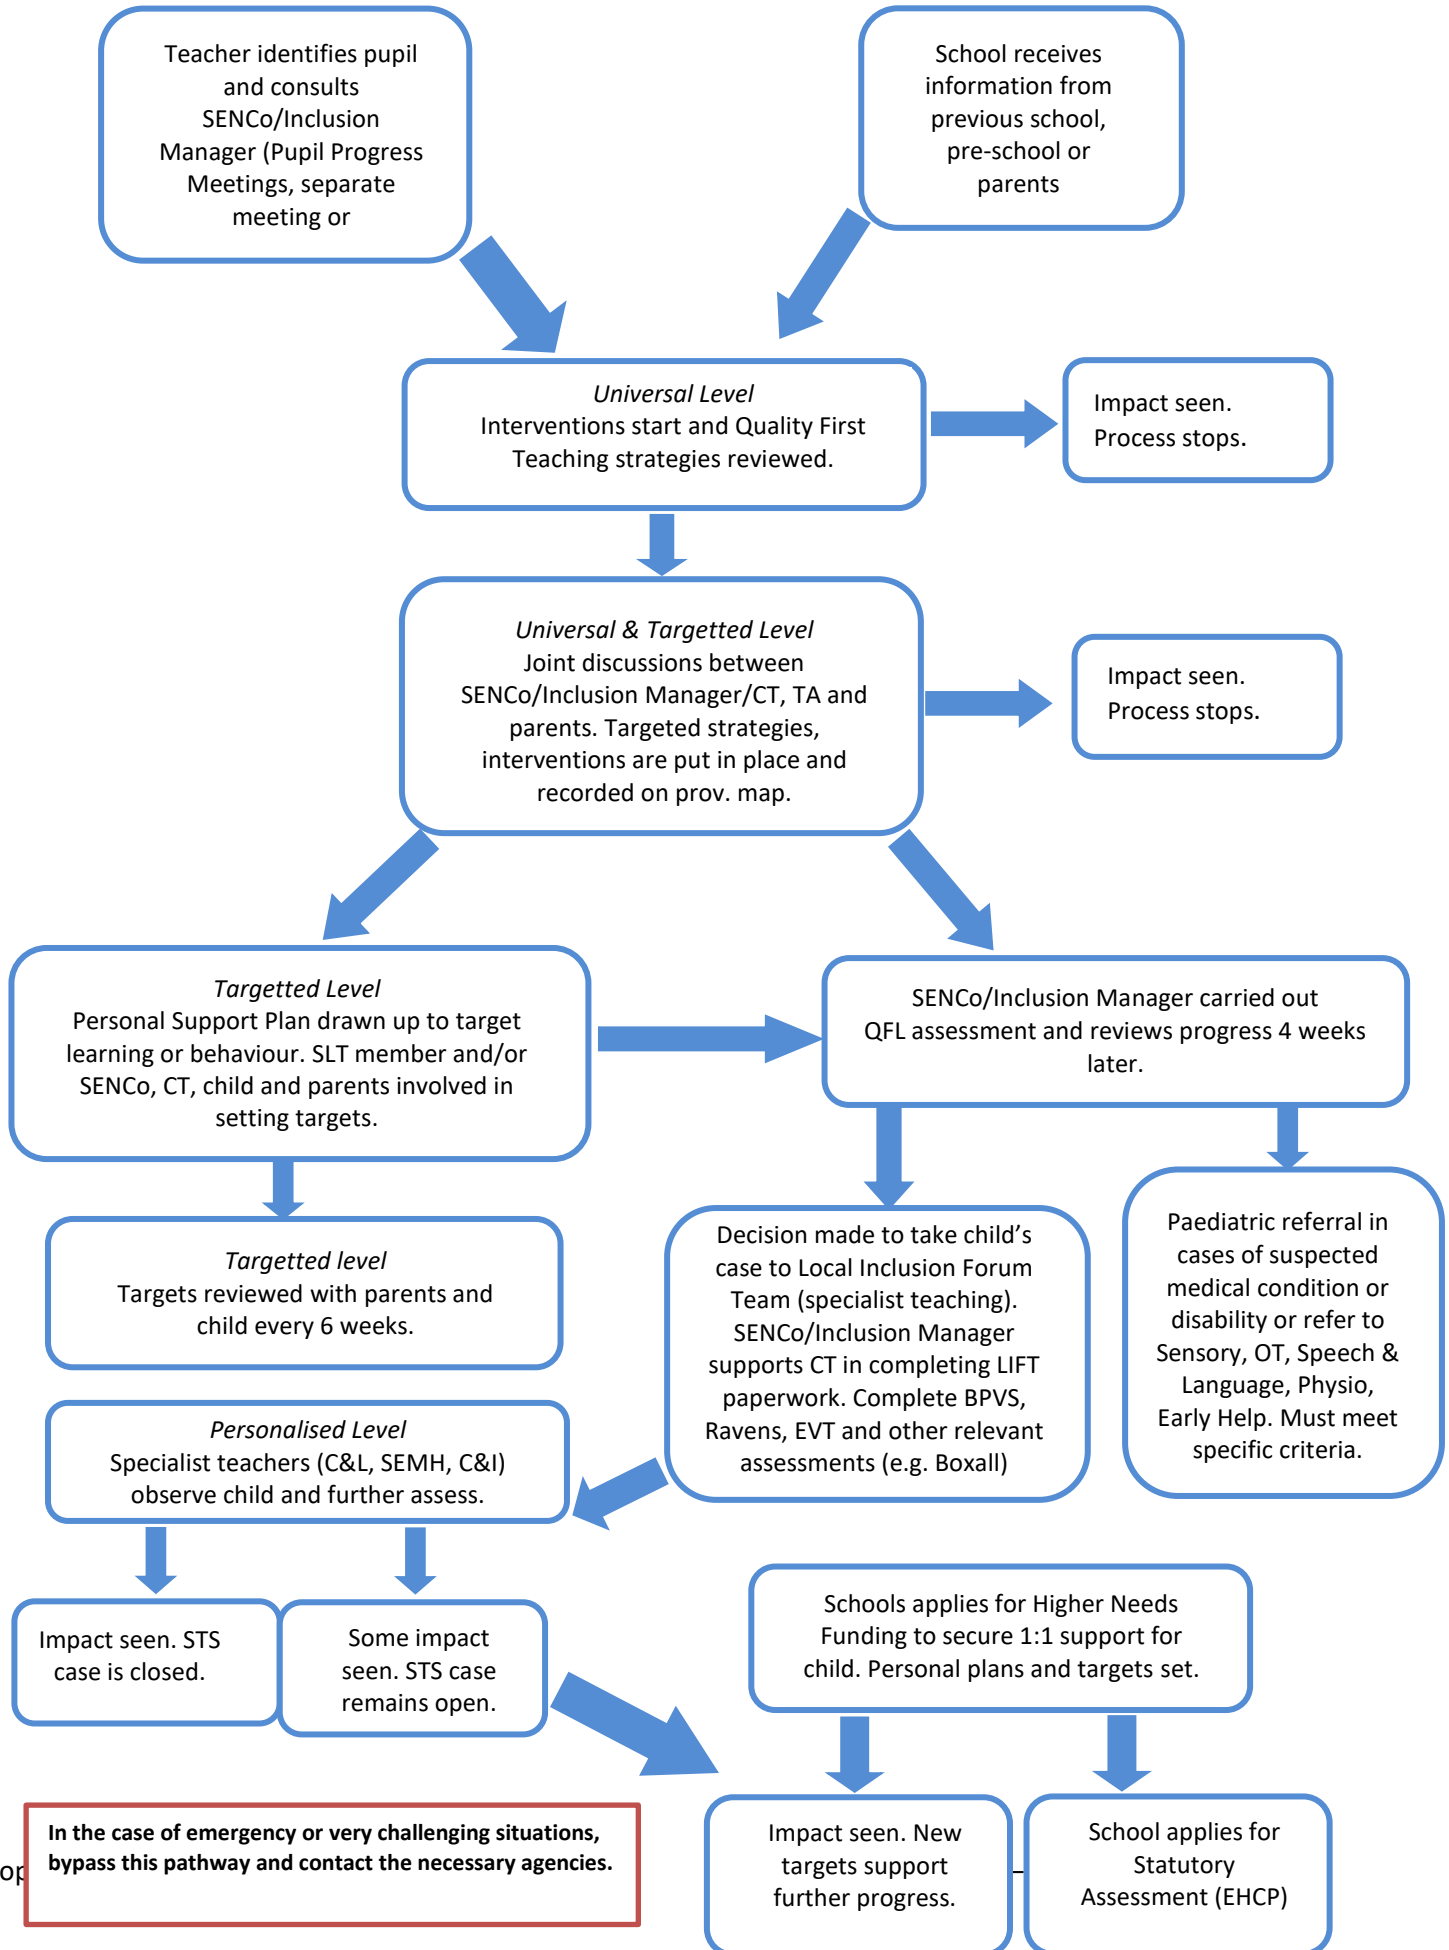 Teacher identifies pupil
and consults
SENCo/Inclusion
Manager (Pupil Progress
Meetings, separate
meeting or
School receives
information from
previous school,
pre-school or
parents
Universal Level
Interventions start and Quality First
Teaching strategies reviewed.
Impact seen.
Process stops.
Universal & Targetted Level
Joint discussions between
SENCo/Inclusion Manager/CT, TA and
parents. Targeted strategies,
interventions are put in place and
recorded on prov. map.
Impact seen.
Process stops.
Targetted Level
Personal Support Plan drawn up to target
learning or behaviour. SLT member and/or
SENCo, CT, child and parents involved in
setting targets.
SENCo/Inclusion Manager carried out
QFL assessment and reviews progress 4 weeks
later.
Targetted level
Targets reviewed with parents and
child every 6 weeks.
Decision made to take child’s
case to Local Inclusion Forum
Team (specialist teaching).
SENCo/Inclusion Manager
supports CT in completing LIFT
paperwork. Complete BPVS,
Ravens, EVT and other relevant
assessments (e.g. Boxall)
Paediatric referral in
cases of suspected
medical condition or
disability or refer to
Sensory, OT, Speech &
Language, Physio,
Early Help. Must meet
specific criteria.
Personalised Level
Specialist teachers (C&L, SEMH, C&I)
observe child and further assess.
Impact seen. STS
case is closed.
Some impact
seen. STS case
remains open.
Schools applies for Higher Needs
Funding to secure 1:1 support for
child. Personal plans and targets set.
In the case of emergency or very challenging situations,
bypass this pathway and contact the necessary agencies.
Impact seen. New
targets support
further progress.
School applies for
Statutory
Assessment (EHCP)